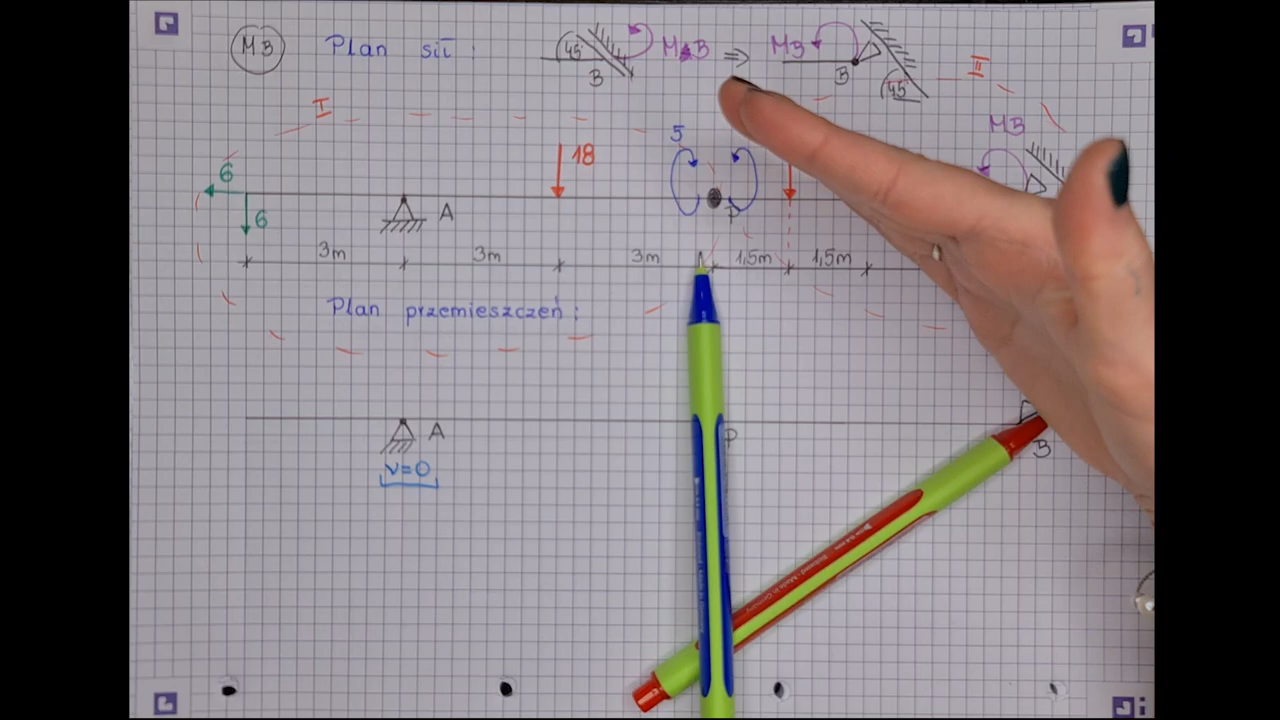 MB Plan sił : 45° B MB ⇒ MB B 45° II
I
MB
6 6 A 18 5 P
3m 3m 3m 1,5m 1,5m
Plan przemieszczeń :
A P B
v=0